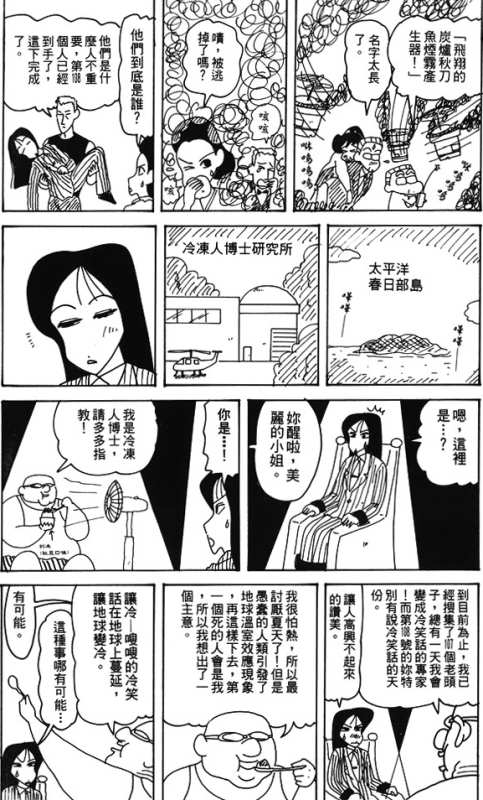 「飛翔的
炭爐秋刀
魚煙霧產
生器！」
名字太長
了。
咳
嗚
嗚
嗚
嘖，被逃
掉了嗎？
咳
咳
咳
他們到底是誰？
他們是什
麼人不重
要，第108
個人已經
到手了，
這下完成
了。
太平洋
春日部島
嘩
嘩
冷凍人博士研究所
嗯，這裡
是⋯?
妳醒啦，美
麗的小姐。
你是⋯⋯!
我是冷凍
人博士，
請多多指
教！
到目前為止，我已
經搜集了107個老頭
子，總有一天我會
變成冷笑話的專家
！而第108號的妳特
別有說冷笑話的天
份。
讓人高興不起來
的讚美。
我很怕熱，所以最
討厭夏天了！但是
愚蠢的人類引發了
地球溫室效應現象
，再這樣下去，第
一個死的人會是我
，所以我想出了一
個主意。
讓冷—嗖嗖的冷笑
話在地球上蔓延，
讓地球變冷。
這種事哪有可能⋯
有可能。